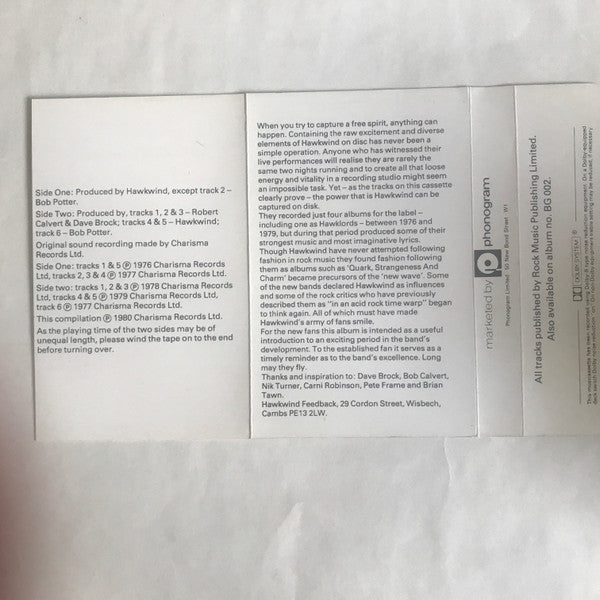 Side One: Produced by Hawkwind, except track 2 –
Bob Potter.
Side Two: Produced by, tracks 1, 2 & 3 – Robert
Calvert & Dave Brock; tracks 4 & 5 – Hawkwind;
track 6 – Bob Potter.
Original sound recording made by Charisma
Records Ltd.
Side One: tracks 1 & 5 ℗ 1976 Charisma Records
Ltd, tracks 2, 3 & 4 ℗ 1977 Charisma Records Ltd.
Side two: tracks 1, 2 & 3 ℗ 1978 Charisma Records
Ltd, tracks 4 & 5 ℗ 1979 Charisma Records Ltd,
track 6 ℗ 1977 Charisma Records Ltd.
This compilation ℗ 1980 Charisma Records Ltd.
As the playing time of the two sides may be of
unequal length, please wind the tape on to the end
before turning over.
When you try to capture a free spirit, anything can
happen. Containing the raw excitement and diverse
elements of Hawkwind on disc has never been a
simple operation. Anyone who has witnessed their
live performances will realise they are rarely the
same two nights running and to create all that loose
energy and vitality in a recording studio might seem
an impossible task. Yet – as the tracks on this cassette
clearly prove – the power that is Hawkwind can be
captured on disk.
They recorded just four albums for the label –
including one as Hawklords – between 1976 and
1979, but during that period produced some of their
strongest music and most imaginative lyrics.
Though Hawkwind have never attempted following
fashion in rock music they found fashion following
them as albums such as 'Quark, Strangeness And
Charm' became precursors of the 'new wave'. Some
of the new bands declared Hawkwind as influences
and some of the rock critics who have previously
described them as "in an acid rock time warp" began
to think again. All of which must have made
Hawkwind's army of fans smile.
For the new fans this album is intended as a useful
introduction to an exciting period in the band's
development. To the established fan it serves as a
timely reminder as to the band's excellence. Long
may they fly.
Thanks and inspiration to: Dave Brock, Bob Calvert,
Nik Turner, Carni Robinson, Pete Frame and Brian
Tawn.
Hawkwind Feedback, 29 Cordon Street, Wisbech,
Cambs PE13 2LW.
marketed by phonogram
Phonogram Limited 50 New Bond Street W1
All tracks published by Rock Music Publishing Limited.
Also available on album no. BG 002.
DOLBY SYSTEM ®